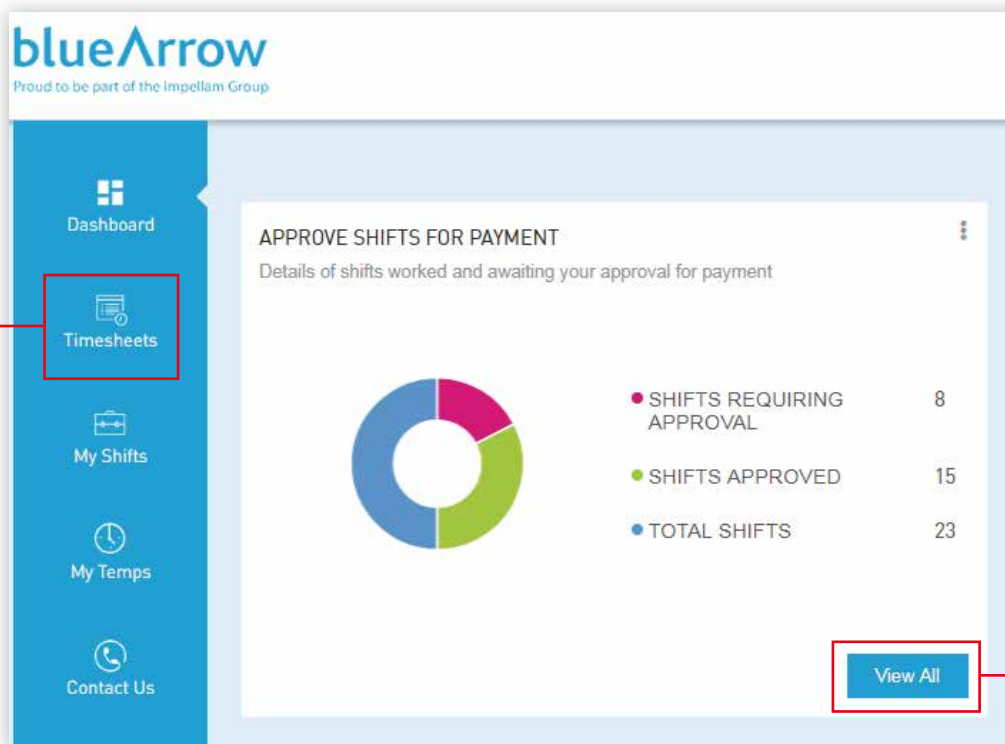 blueArrow
Proud to be part of the Impellam Group
Dashboard
Timesheets
My Shifts
My Temps
Contact Us
APPROVE SHIFTS FOR PAYMENT
Details of shifts worked and awaiting your approval for payment
SHIFTS REQUIRING 8
APPROVAL
SHIFTS APPROVED 15
TOTAL SHIFTS 23
View All